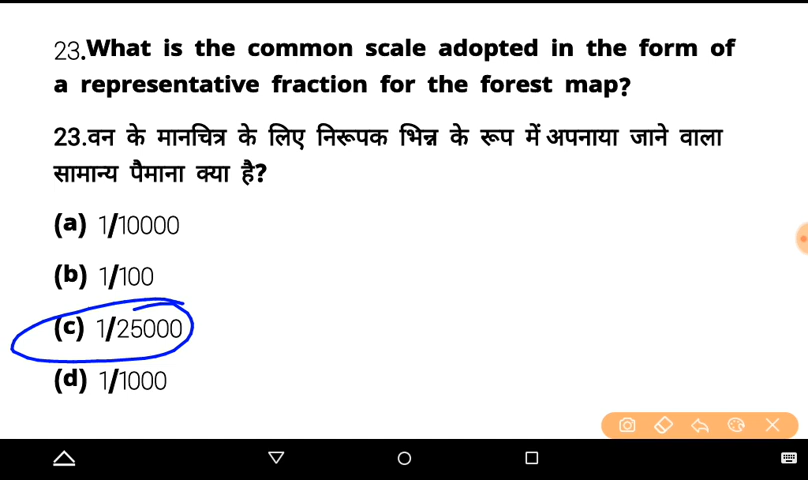 23.What is the common scale adopted in the form of
a representative fraction for the forest map?
23.वन के मानचित्र के लिए निरूपक भिन्न के रूप में अपनाया जाने वाला
सामान्य पैमाना क्या है?
(a) 1/10000
(b) 1/100
(c) 1/25000
(d) 1/1000